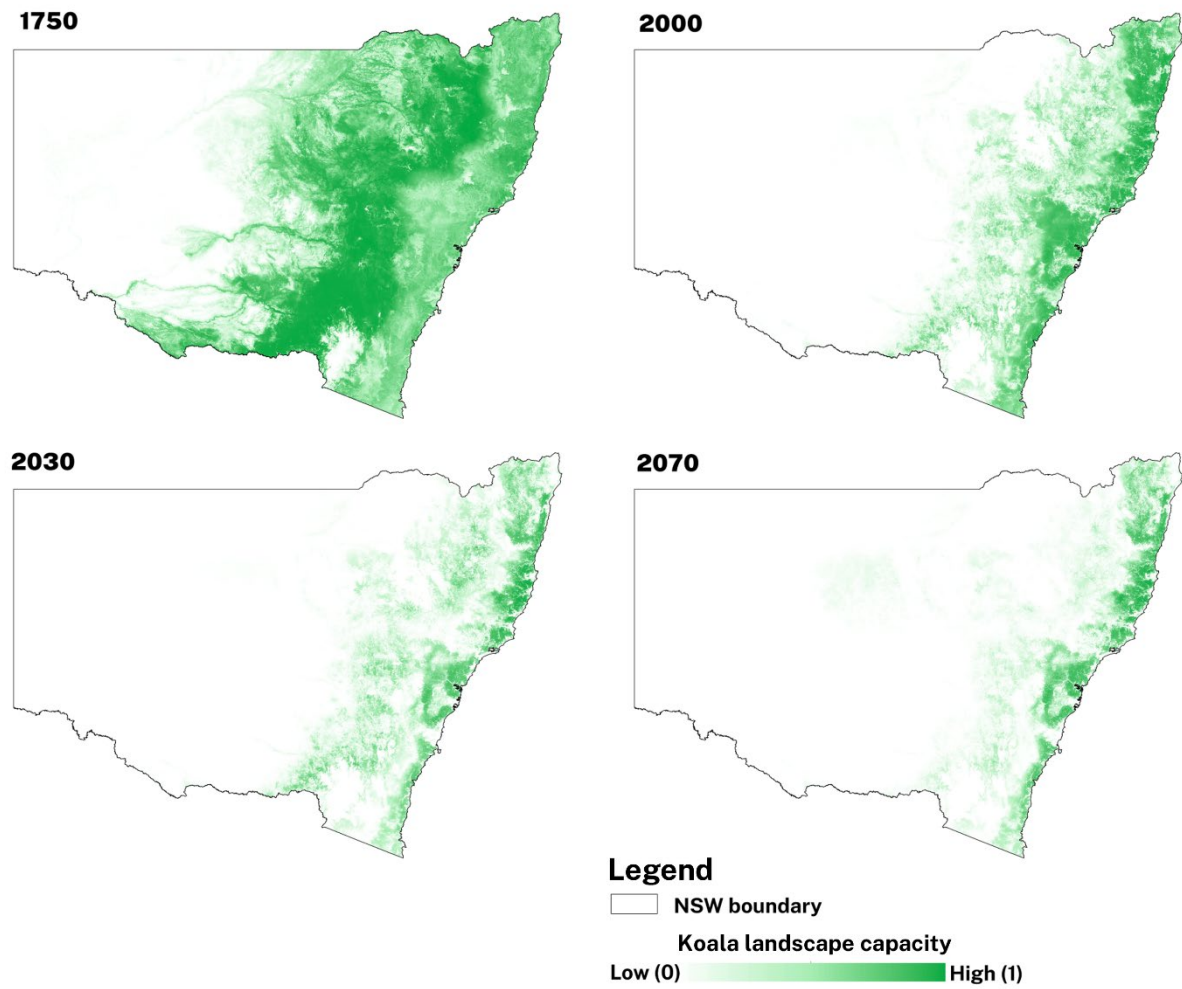 1750
2000
2030
2070
Legend
NSW boundary
Koala landscape capacity
Low (0) High (1)